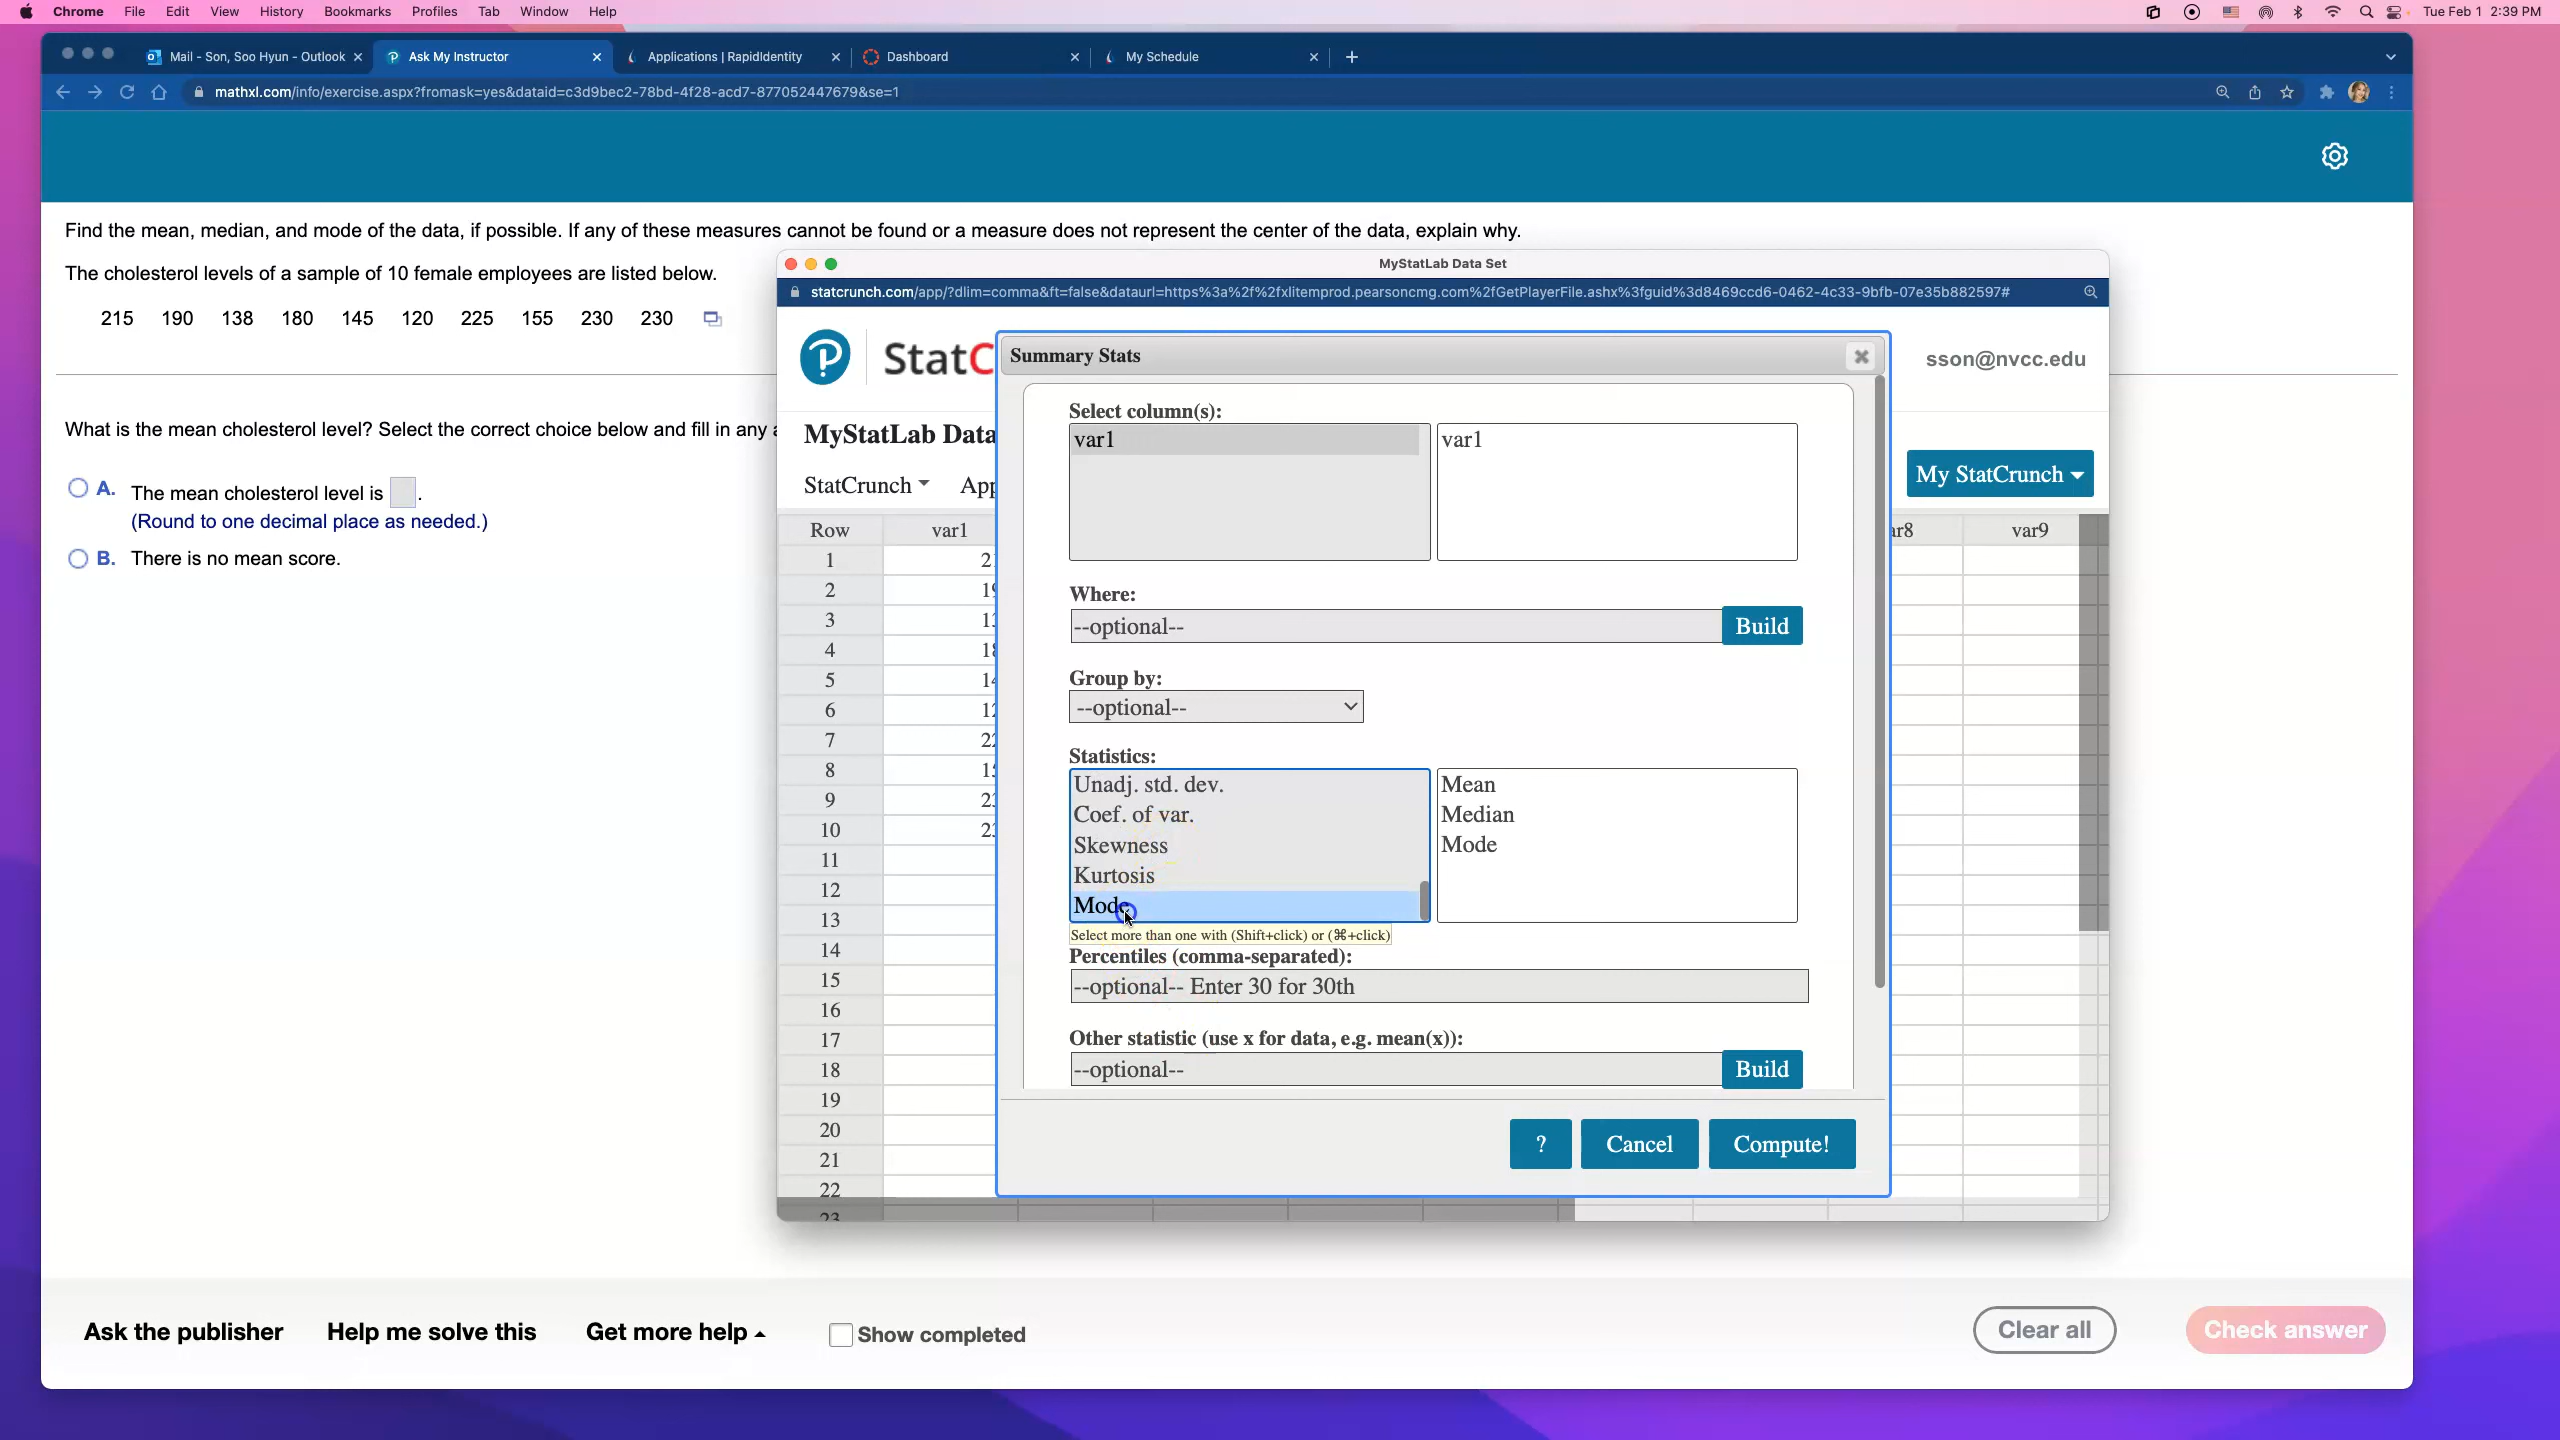 Chrome File Edit View History Bookmarks Profiles Tab Window Help Tue Feb 1 2:39 PM
Mail - Son, Soo Hyun - Outlook Ask My Instructor Applications | RapidIdentity Dashboard My Schedule
mathxl.com/info/exercise.aspx?fromask=yes&dataid=c3d9bec2-78bd-4f28-acd7-877052447679&se=1
Find the mean, median, and mode of the data, if possible. If any of these measures cannot be found or a measure does not represent the center of the data, explain why.
The cholesterol levels of a sample of 10 female employees are listed below.
215 190 138 180 145 120 225 155 230 230
What is the mean cholesterol level? Select the correct choice below and fill in any
A. The mean cholesterol level is .
(Round to one decimal place as needed.)
B. There is no mean score.
MyStatLab Data Set
statcrunch.com/app/?dlim=comma&ft=false&dataurl=https%3a%2f%2fxlitemprod.pearsoncmg.com%2fGetPlayerFile.ashx%3fguid%3d8469ccd6-0462-4c33-9bfb-07e35b882597#
StatC
sson@nvcc.edu
MyStatLab Data
StatCrunch App
My StatCrunch
Row var1 ar8 var9
1
2
3
4
5
6
7
8
9
10
11
12
13
14
15
16
17
18
19
20
21
22
23
Summary Stats
Select column(s):
var1 var1
Where:
--optional-- Build
Group by:
--optional--
Statistics:
Unadj. std. dev. Mean
Coef. of var. Median
Skewness Mode
Kurtosis
Mode
Select more than one with (Shift+click) or (⌘+click)
Percentiles (comma-separated):
--optional-- Enter 30 for 30th
Other statistic (use x for data, e.g. mean(x)):
--optional-- Build
? Cancel Compute!
Ask the publisher Help me solve this Get more help Show completed Clear all Check answer